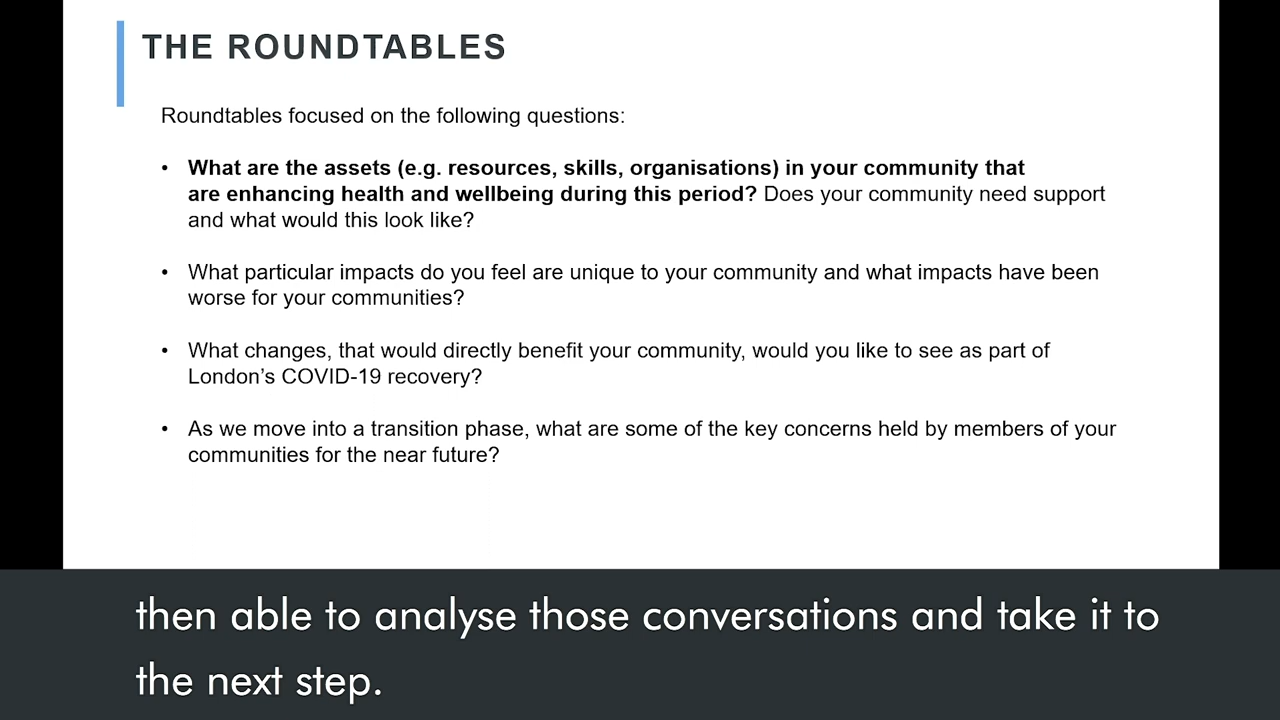 THE ROUNDTABLES
Roundtables focused on the following questions:
• What are the assets (e.g. resources, skills, organisations) in your community that
are enhancing health and wellbeing during this period? Does your community need support
and what would this look like?
• What particular impacts do you feel are unique to your community and what impacts have been
worse for your communities?
• What changes, that would directly benefit your community, would you like to see as part of
London’s COVID-19 recovery?
• As we move into a transition phase, what are some of the key concerns held by members of your
communities for the near future?
then able to analyse those conversations and take it to
the next step.